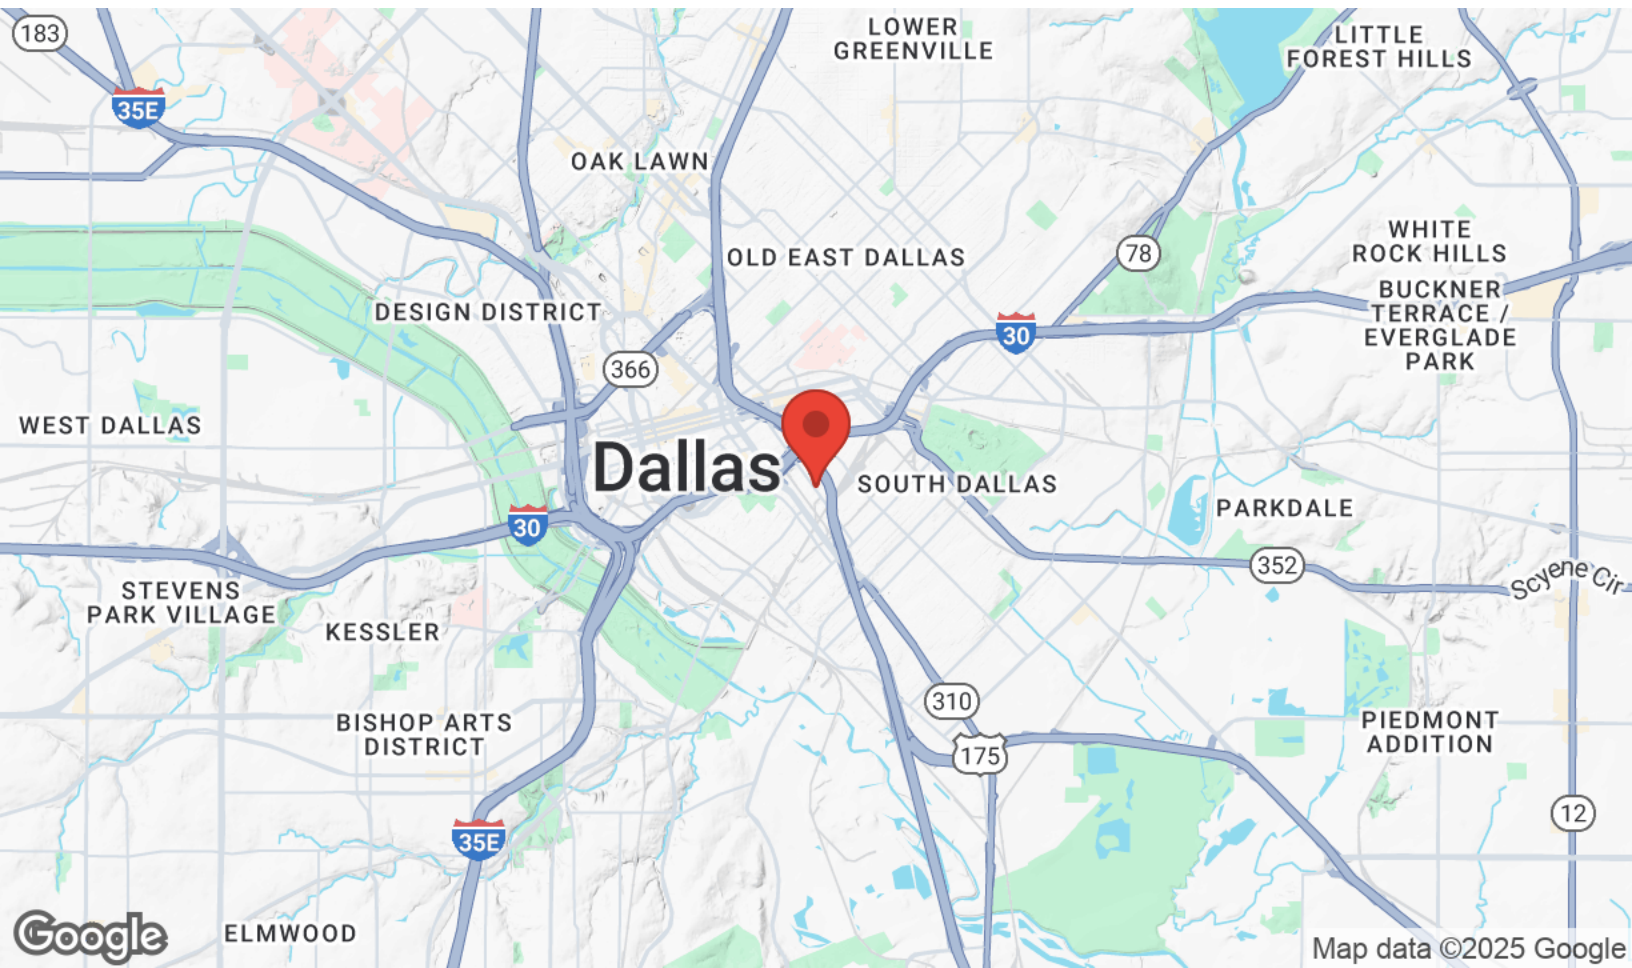 183
LOWER
GREENVILLE
LITTLE
FOREST HILLS
35E
OAK LAWN
WHITE
ROCK HILLS
78
OLD EAST DALLAS
BUCKNER
TERRACE /
EVERGLADE
PARK
DESIGN DISTRICT
30
366
WEST DALLAS
Dallas
SOUTH DALLAS
PARKDALE
30
352
Scyene Cir
STEVENS
PARK VILLAGE
KESSLER
310
BISHOP ARTS
DISTRICT
PIEDMONT
ADDITION
175
12
35E
ELMWOOD
Google
Map data ©2025 Google